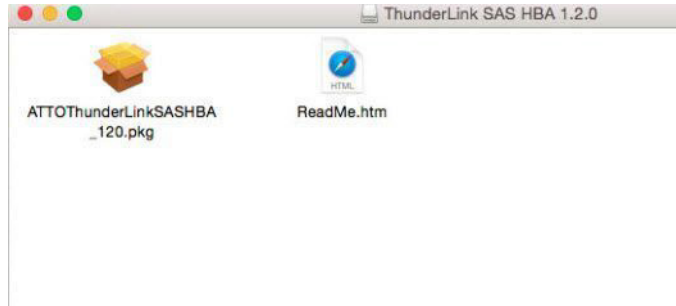 ThunderLink SAS HBA 1.2.0
HTML
ATTOThunderLinkSASHBA
_120.pkg
ReadMe.htm